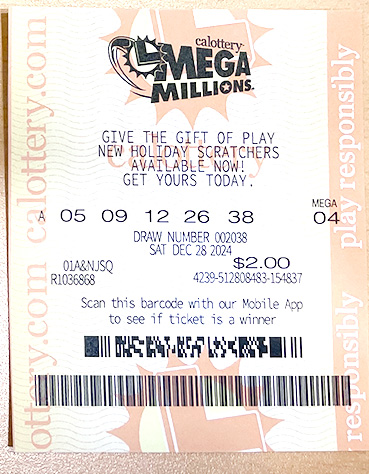 calottery
MEGA
MILLIONS
GIVE THE GIFT OF PLAY
NEW HOLIDAY SCRATCHERS
AVAILABLE NOW!
GET YOURS TODAY.
MEGA
A 05 09 12 26 38 04
DRAW NUMBER 002038
SAT DEC 28 2024
01A&NJSQ $2.00
R1036868 4239-512808483-154837
Scan this barcode with our Mobile App
to see if ticket is a winner
ottery.com calottery.com
play responsibly
responsibly